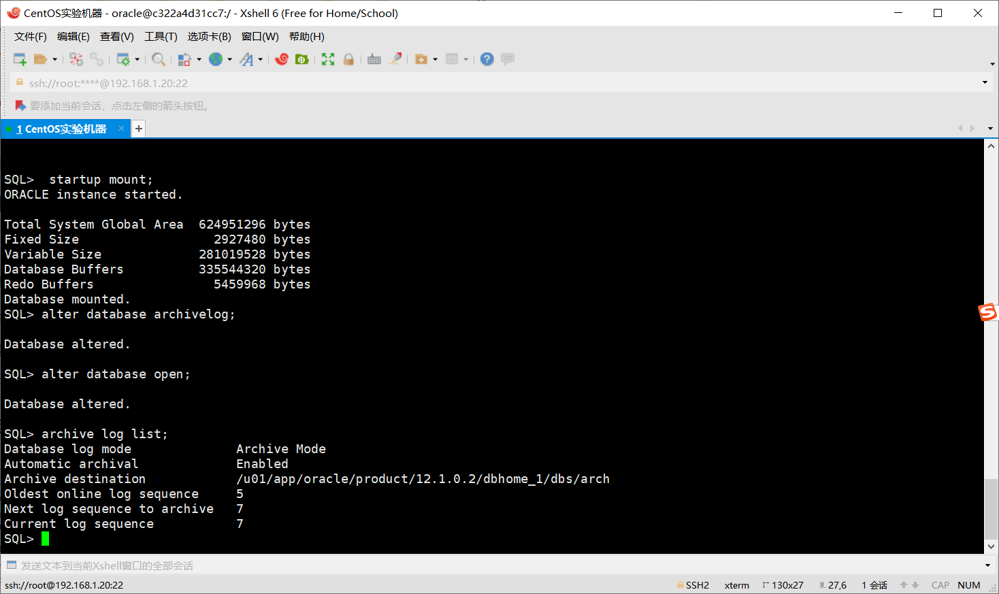 CentOS实验机器 - oracle@c322a4d31cc7:/ - Xshell 6 (Free for Home/School)
文件(F) 编辑(E) 查看(V) 工具(T) 选项卡(B) 窗口(W) 帮助(H)
ssh://root:****@192.168.1.20:22
要添加当前会话，点击左侧的箭头按钮。
1 CentOS实验机器 × +
SQL>  startup mount;
ORACLE instance started.
Total System Global Area  624951296 bytes
Fixed Size                  2927480 bytes
Variable Size             281019528 bytes
Database Buffers          335544320 bytes
Redo Buffers                5459968 bytes
Database mounted.
SQL> alter database archivelog;
Database altered.
SQL> alter database open;
Database altered.
SQL> archive log list;
Database log mode              Archive Mode
Automatic archival             Enabled
Archive destination            /u01/app/oracle/product/12.1.0.2/dbhome_1/dbs/arch
Oldest online log sequence     5
Next log sequence to archive   7
Current log sequence           7
SQL>
发送文本到当前Xshell窗口的全部会话
ssh://root@192.168.1.20:22 SSH2 xterm 130x27 27,6 1 会话 CAP NUM